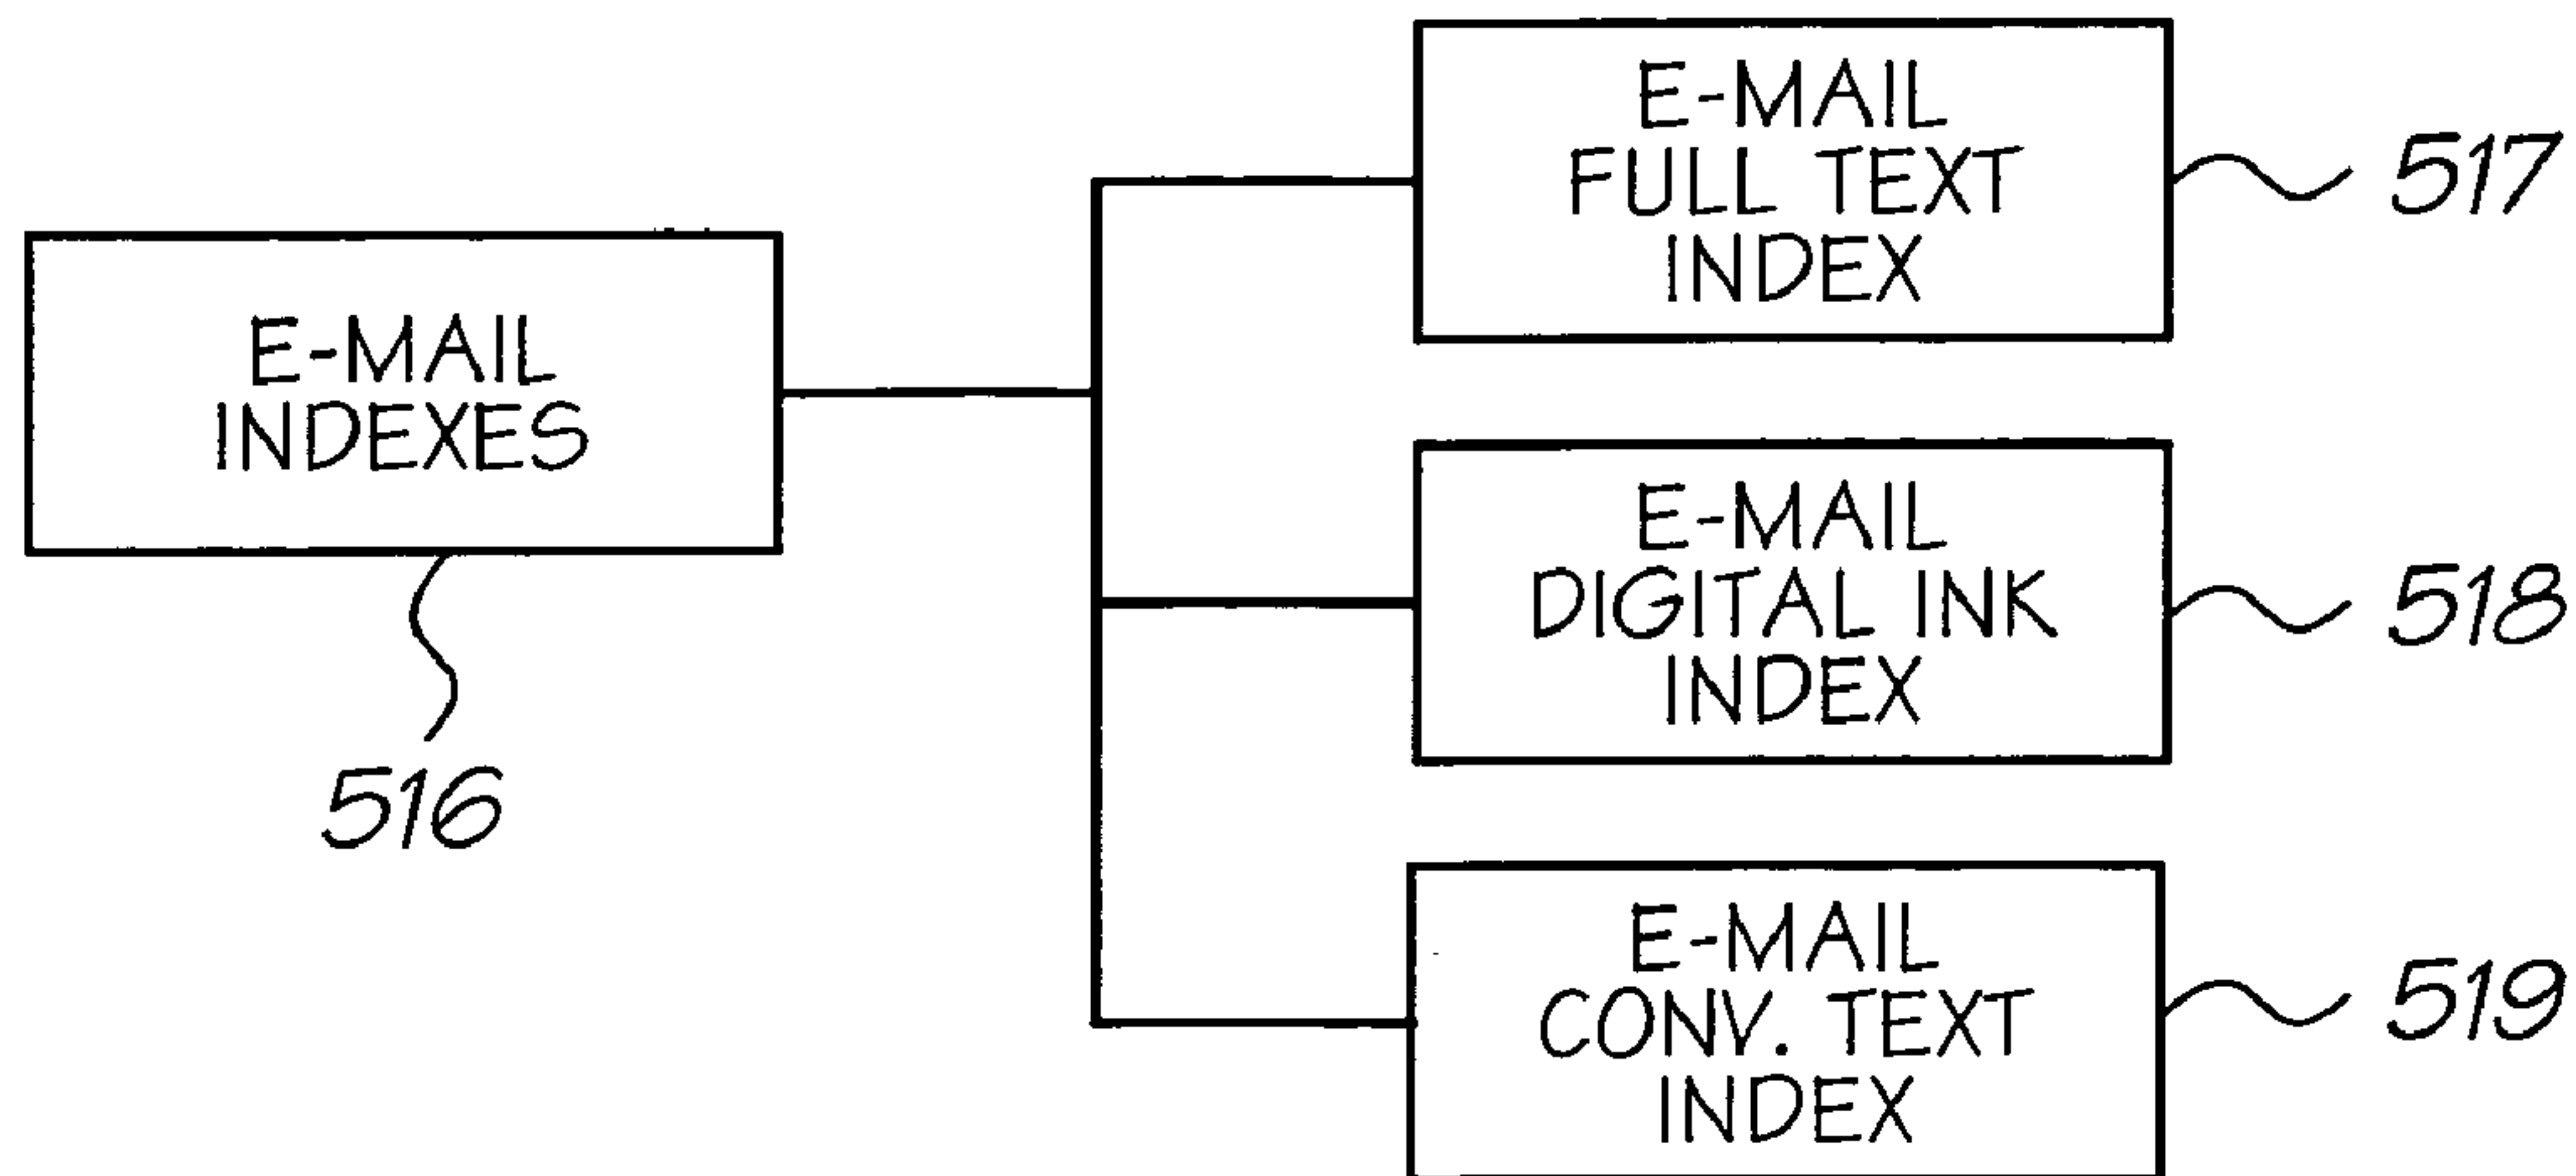 E-MAIL
INDEXES
516
E-MAIL
FULL TEXT
INDEX
517
E-MAIL
DIGITAL INK
INDEX
518
E-MAIL
CONV. TEXT
INDEX
519